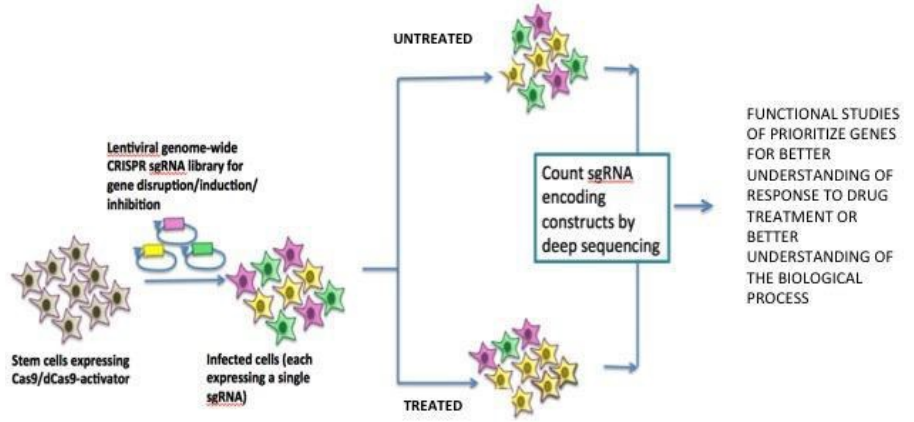 UNTREATED
Lentiviral genome-wide
CRISPR sgRNA library for
gene disruption/induction/
inhibition
Stem cells expressing
Cas9/dCas9-activator
Infected cells (each
expressing a single
sgRNA)
TREATED
Count sgRNA
encoding
constructs by
deep sequencing
FUNCTIONAL STUDIES
OF PRIORITIZE GENES
FOR BETTER
UNDERSTANDING OF
RESPONSE TO DRUG
TREATMENT OR
BETTER
UNDERSTANDING OF
THE BIOLOGICAL
PROCESS